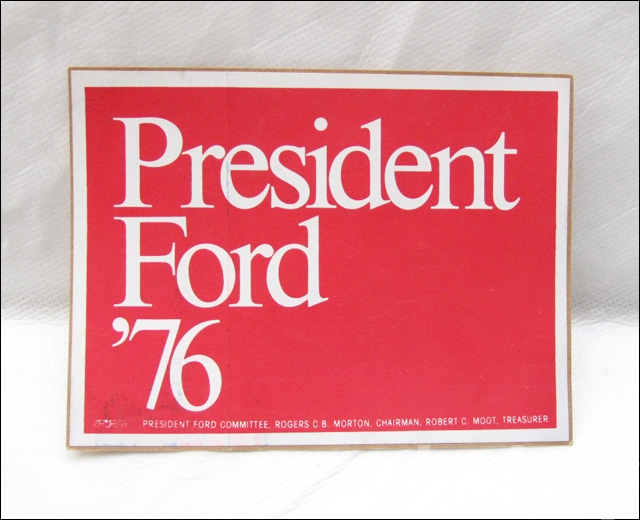 President
Ford
’76
PRESIDENT FORD COMMITTEE, ROGERS C.B. MORTON, CHAIRMAN, ROBERT C. MOOT, TREASURER